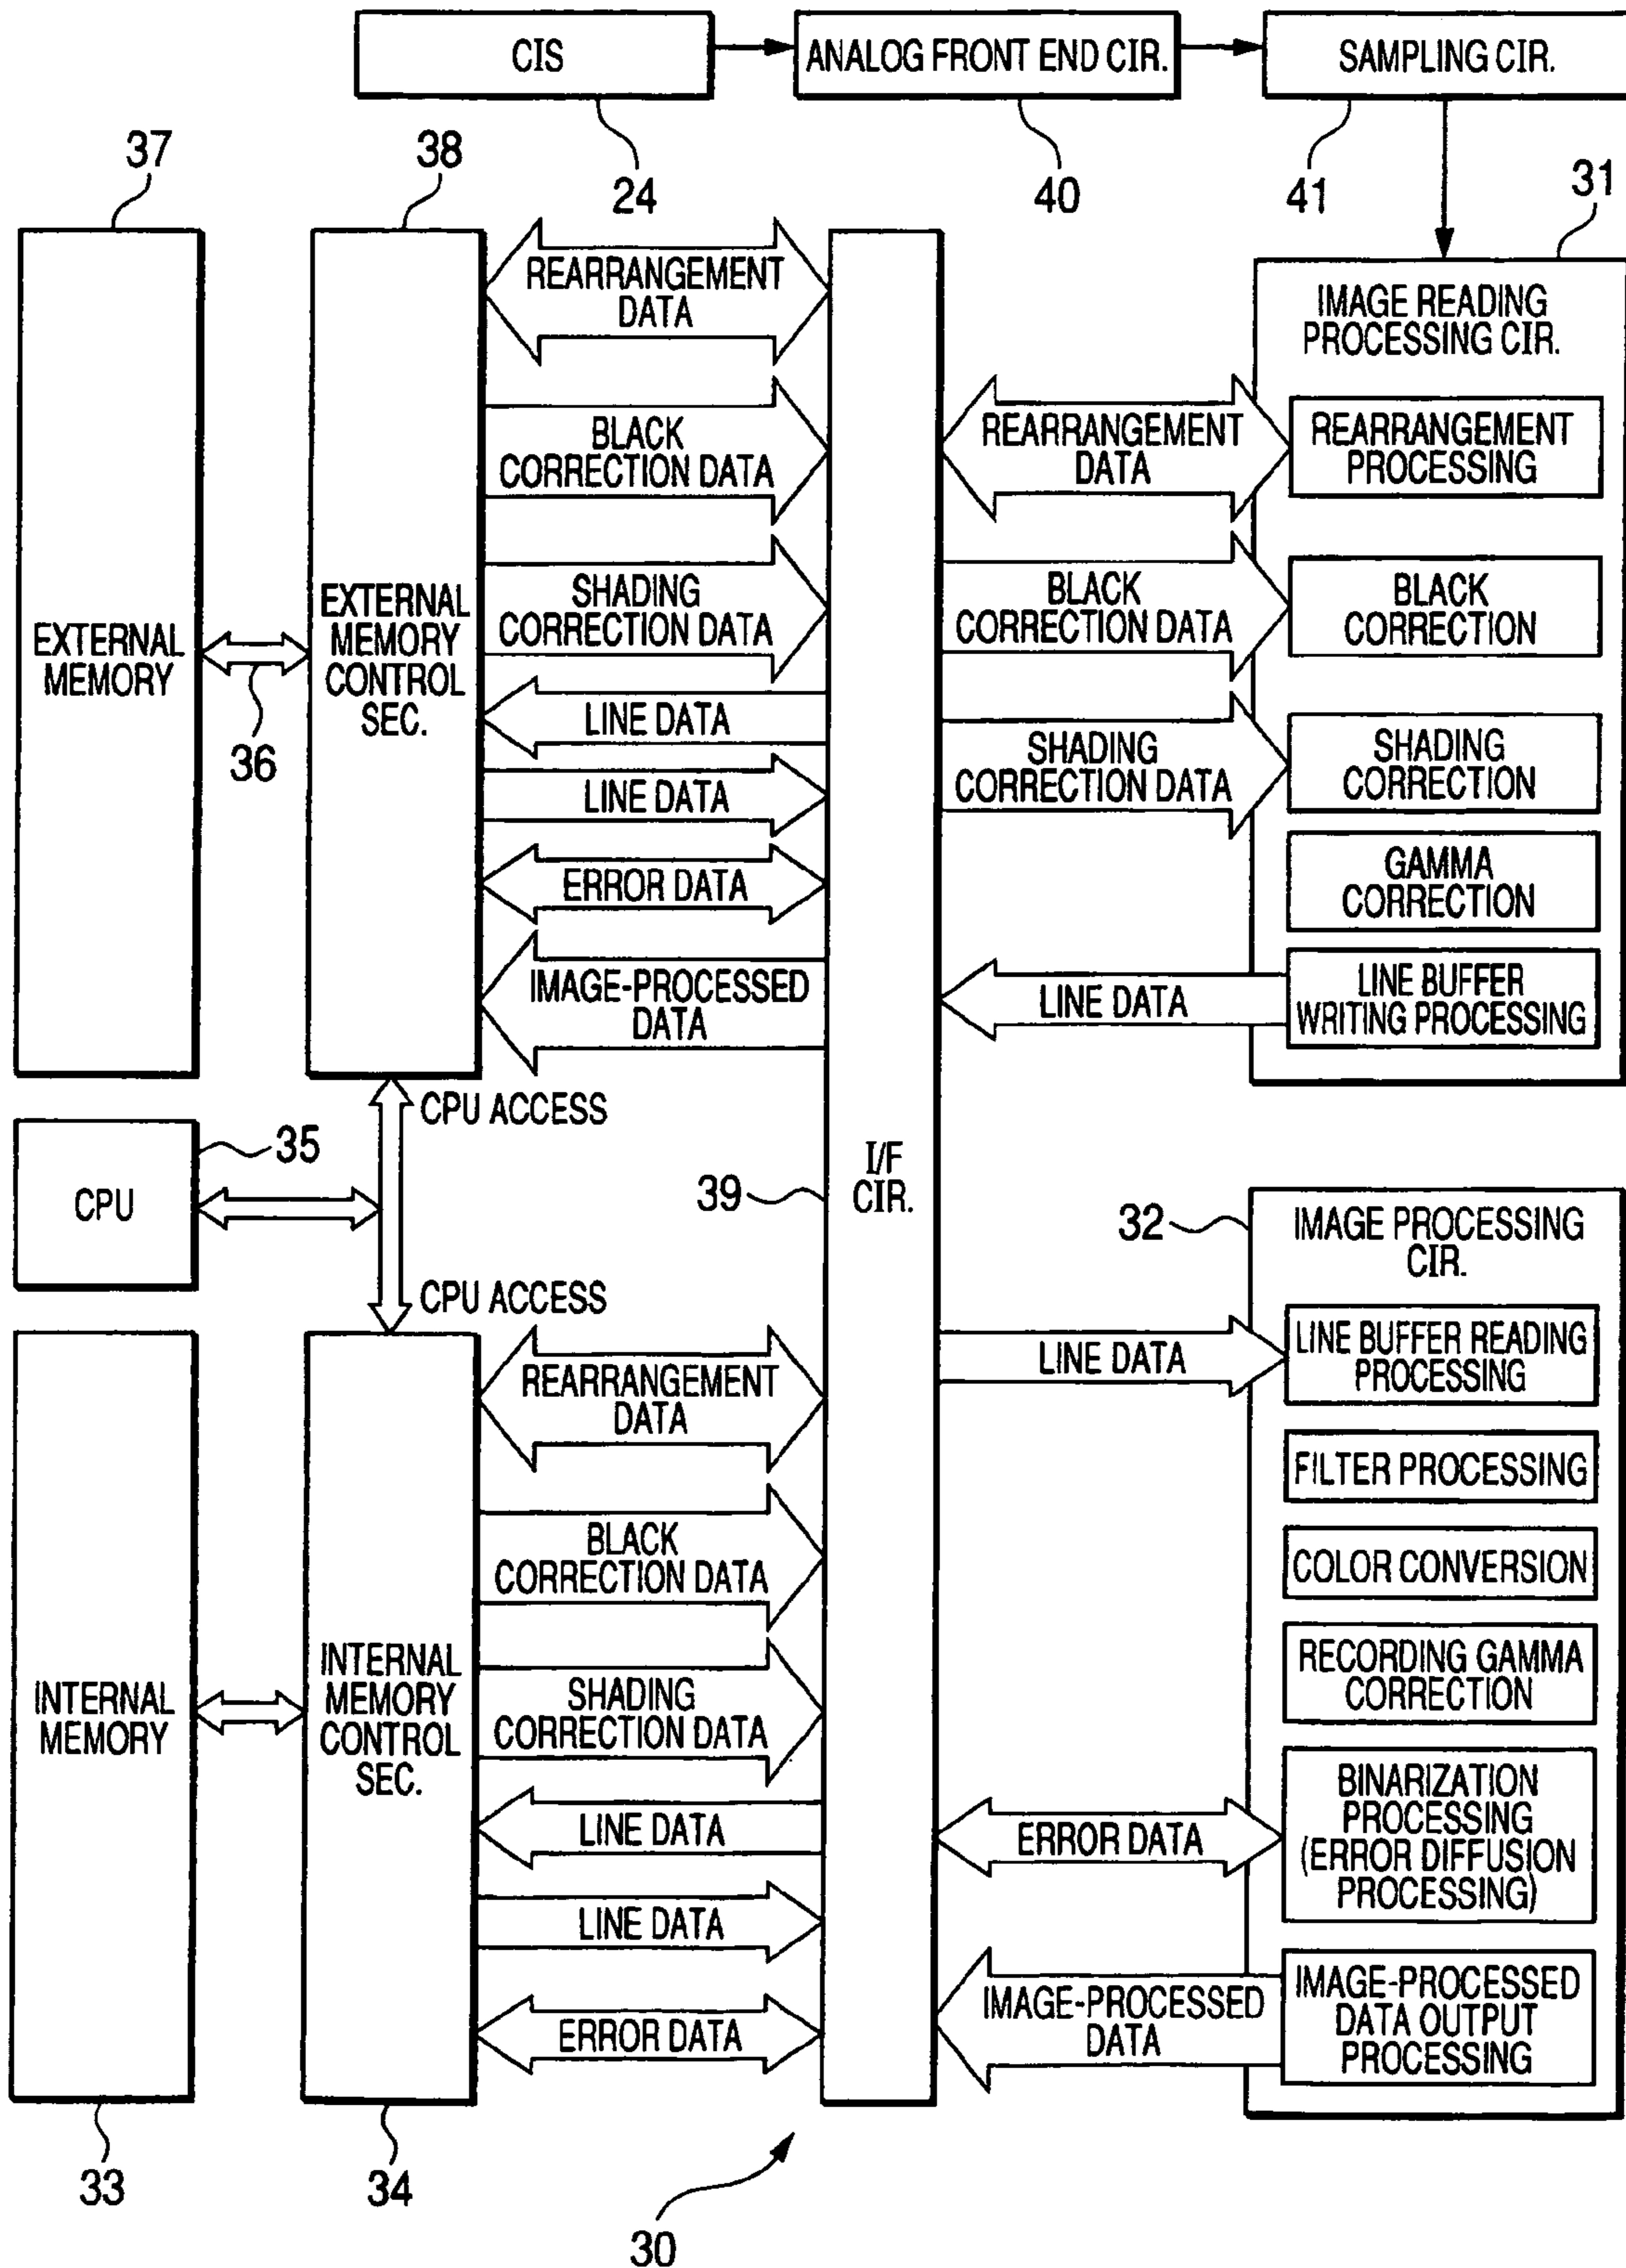 CIS
ANALOG FRONT END CIR.
SAMPLING CIR.
24
40
41
37
38
31
EXTERNAL
MEMORY
36
EXTERNAL
MEMORY
CONTROL
SEC.
REARRANGEMENT
DATA
BLACK
CORRECTION DATA
SHADING
CORRECTION DATA
LINE DATA
LINE DATA
ERROR DATA
IMAGE-PROCESSED
DATA
REARRANGEMENT
DATA
BLACK
CORRECTION DATA
SHADING
CORRECTION DATA
LINE DATA
IMAGE READING
PROCESSING CIR.
REARRANGEMENT
PROCESSING
BLACK
CORRECTION
SHADING
CORRECTION
GAMMA
CORRECTION
LINE BUFFER
WRITING PROCESSING
CPU ACCESS
CPU
35
CPU ACCESS
39
I/F
CIR.
32
INTERNAL
MEMORY
INTERNAL
MEMORY
CONTROL
SEC.
REARRANGEMENT
DATA
BLACK
CORRECTION DATA
SHADING
CORRECTION DATA
LINE DATA
LINE DATA
ERROR DATA
LINE DATA
ERROR DATA
IMAGE-PROCESSED
DATA
IMAGE PROCESSING
CIR.
LINE BUFFER READING
PROCESSING
FILTER PROCESSING
COLOR CONVERSION
RECORDING GAMMA
CORRECTION
BINARIZATION
PROCESSING
(ERROR DIFFUSION
PROCESSING)
IMAGE-PROCESSED
DATA OUTPUT
PROCESSING
33
34
30